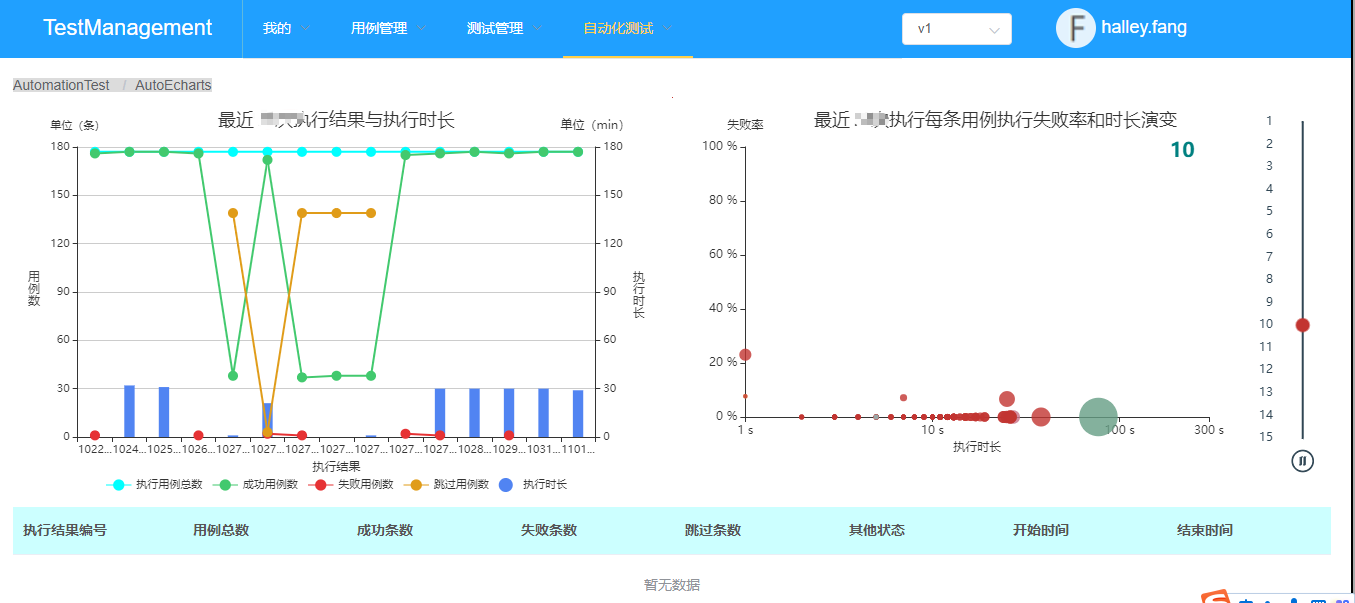 TestManagement 我的 用例管理 测试管理 自动化测试 v1 F halley.fang
AutomationTest / AutoEcharts
最近 执行结果与执行时长
单位（条）
单位（min）
180
150
120
90
60
30
0
用例数
180
150
120
90
60
30
0
执行时长
1022... 1024... 1025... 1026... 1027... 1027... 1027... 1027... 1027... 1027... 1027... 1028... 1029... 1031... 1101...
执行结果
执行用例总数 成功用例数 失败用例数 跳过用例数 执行时长
最近 执行每条用例执行失败率和时长演变
失败率
10
100 %
80 %
60 %
40 %
20 %
0 %
1 s 10 s 100 s 300 s
执行时长
1
2
3
4
5
6
7
8
9
10
11
12
13
14
15
执行结果编号 用例总数 成功条数 失败条数 跳过条数 其他状态 开始时间 结束时间
暂无数据